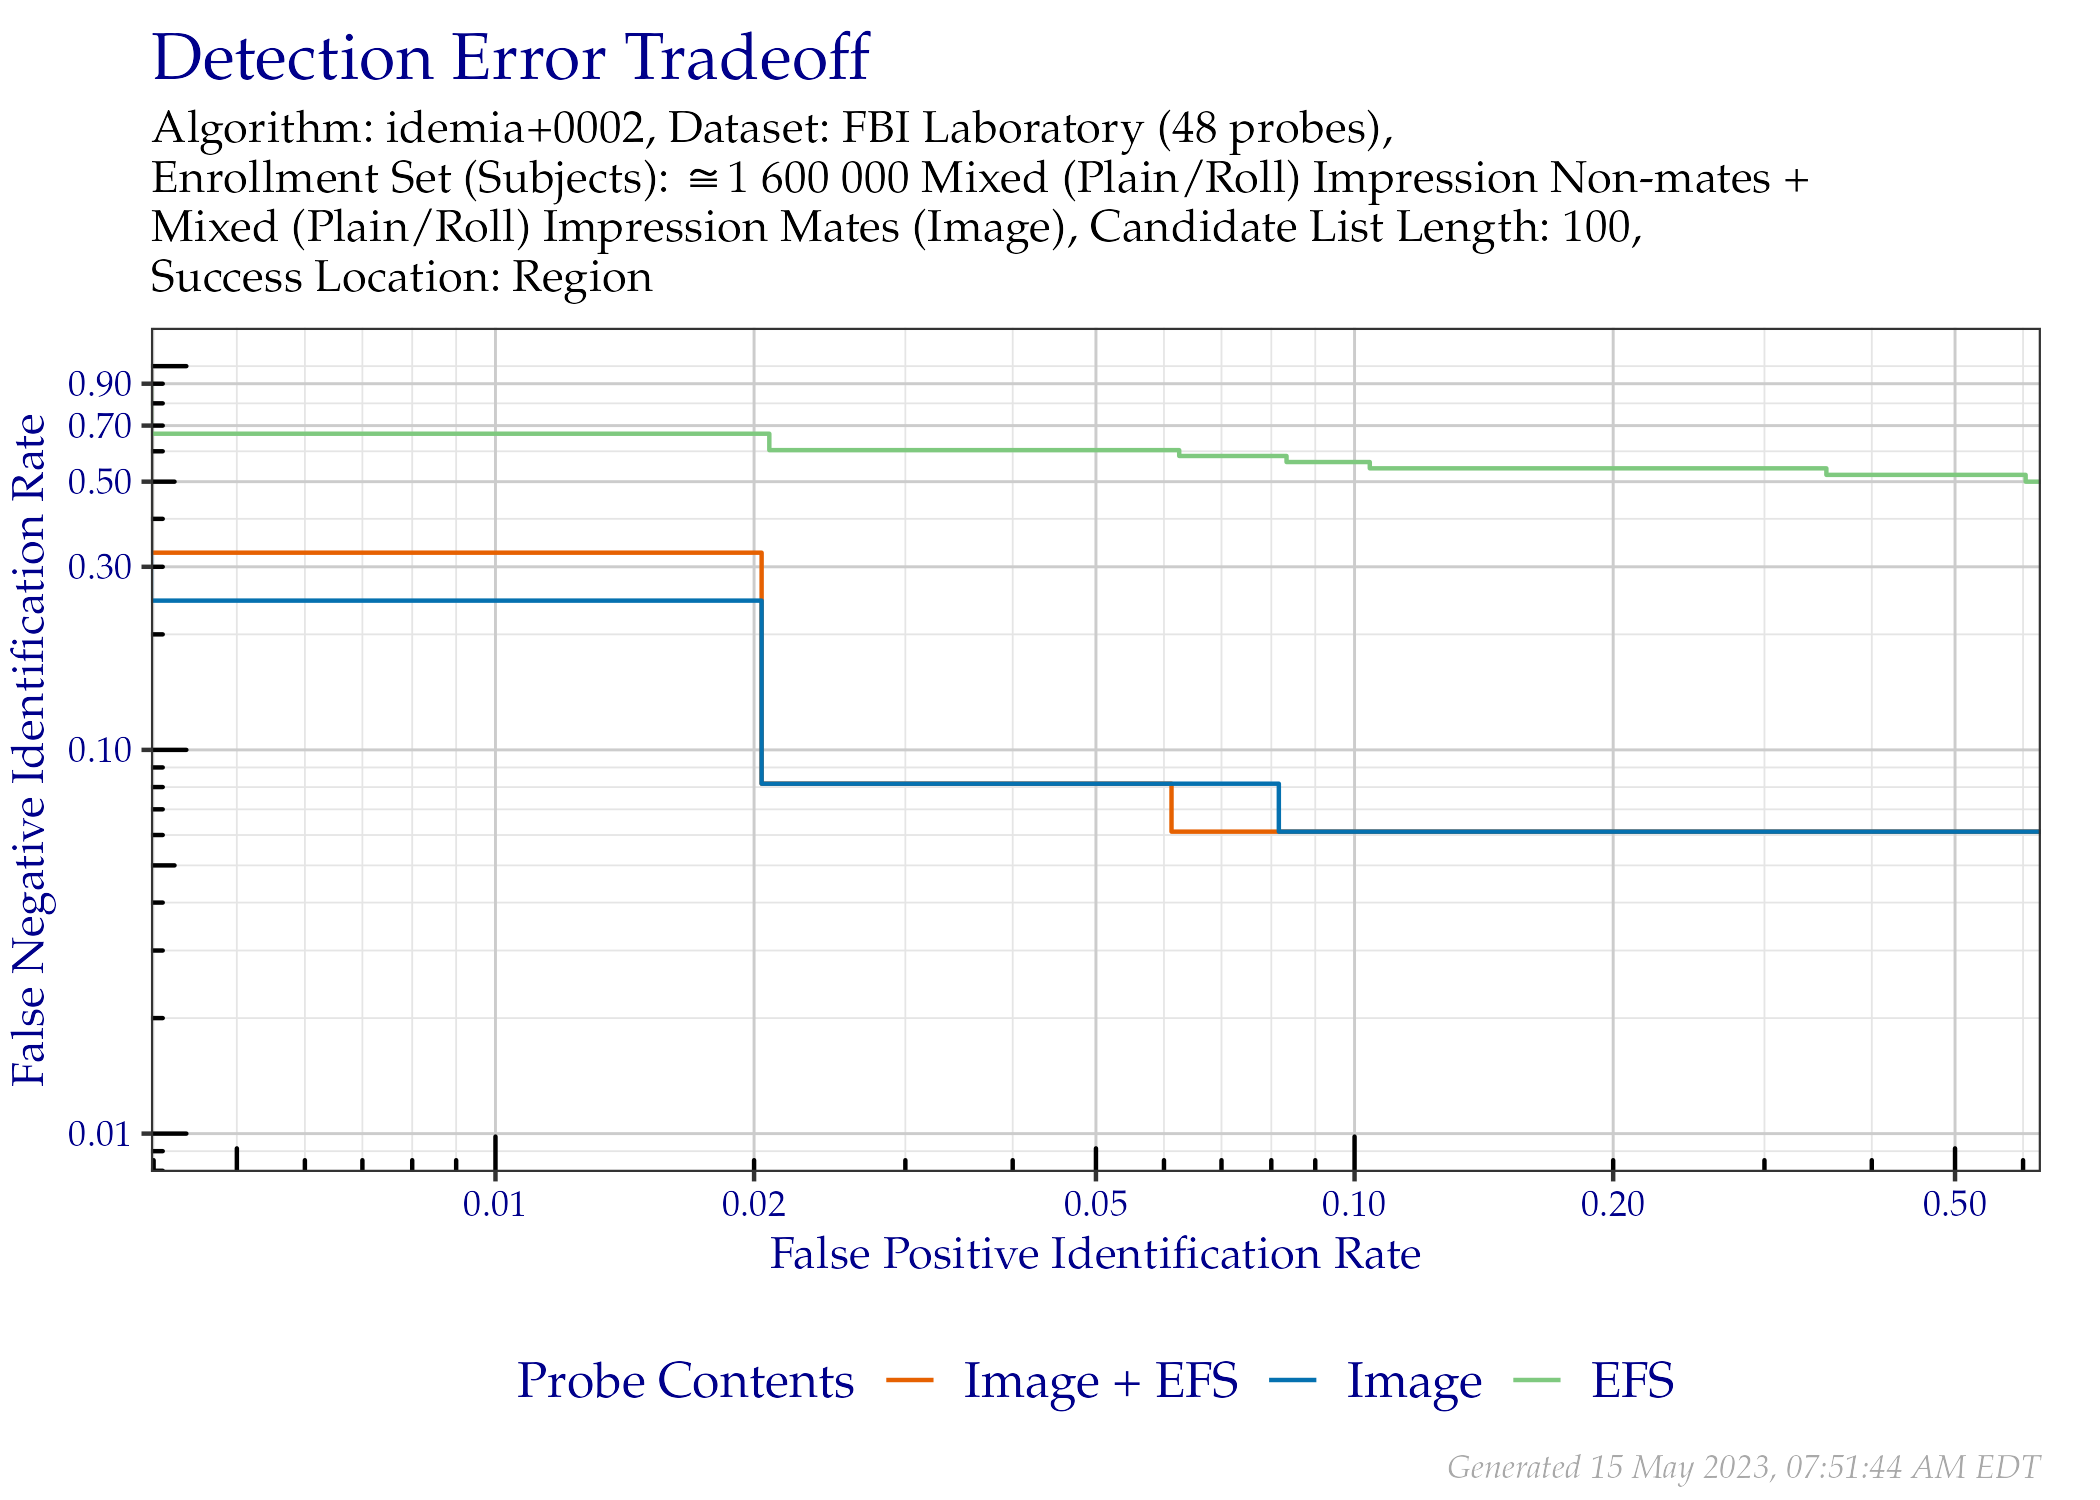 Detection Error Tradeoff
Algorithm: idemia+0002, Dataset: FBI Laboratory (48 probes),
Enrollment Set (Subjects): ≅1 600 000 Mixed (Plain/Roll) Impression Non-mates +
Mixed (Plain/Roll) Impression Mates (Image), Candidate List Length: 100,
Success Location: Region
False Negative Identification Rate
0.90
0.70
0.50
0.30
0.10
0.01
0.01 0.02 0.05 0.10 0.20 0.50
False Positive Identification Rate
Probe Contents Image + EFS Image EFS
Generated 15 May 2023, 07:51:44 AM EDT